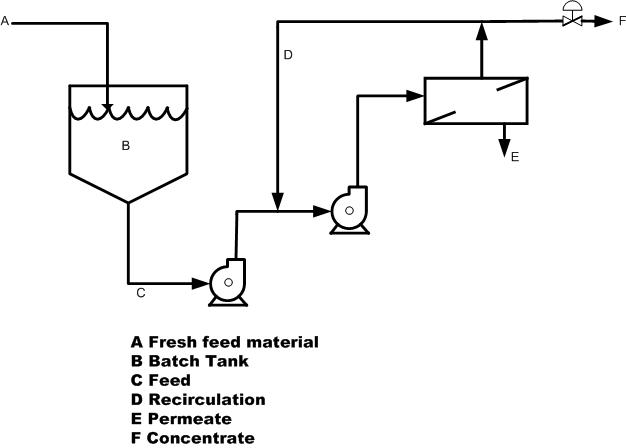 A
F
D
B
E
C
A Fresh feed material
B Batch Tank
C Feed
D Recirculation
E Permeate
F Concentrate